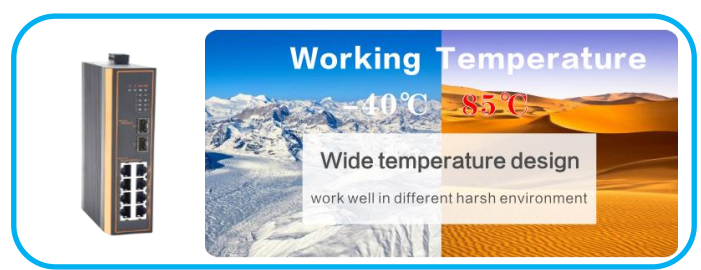 Working Temperature
-40℃ 85℃
Wide temperature design
work well in different harsh environment